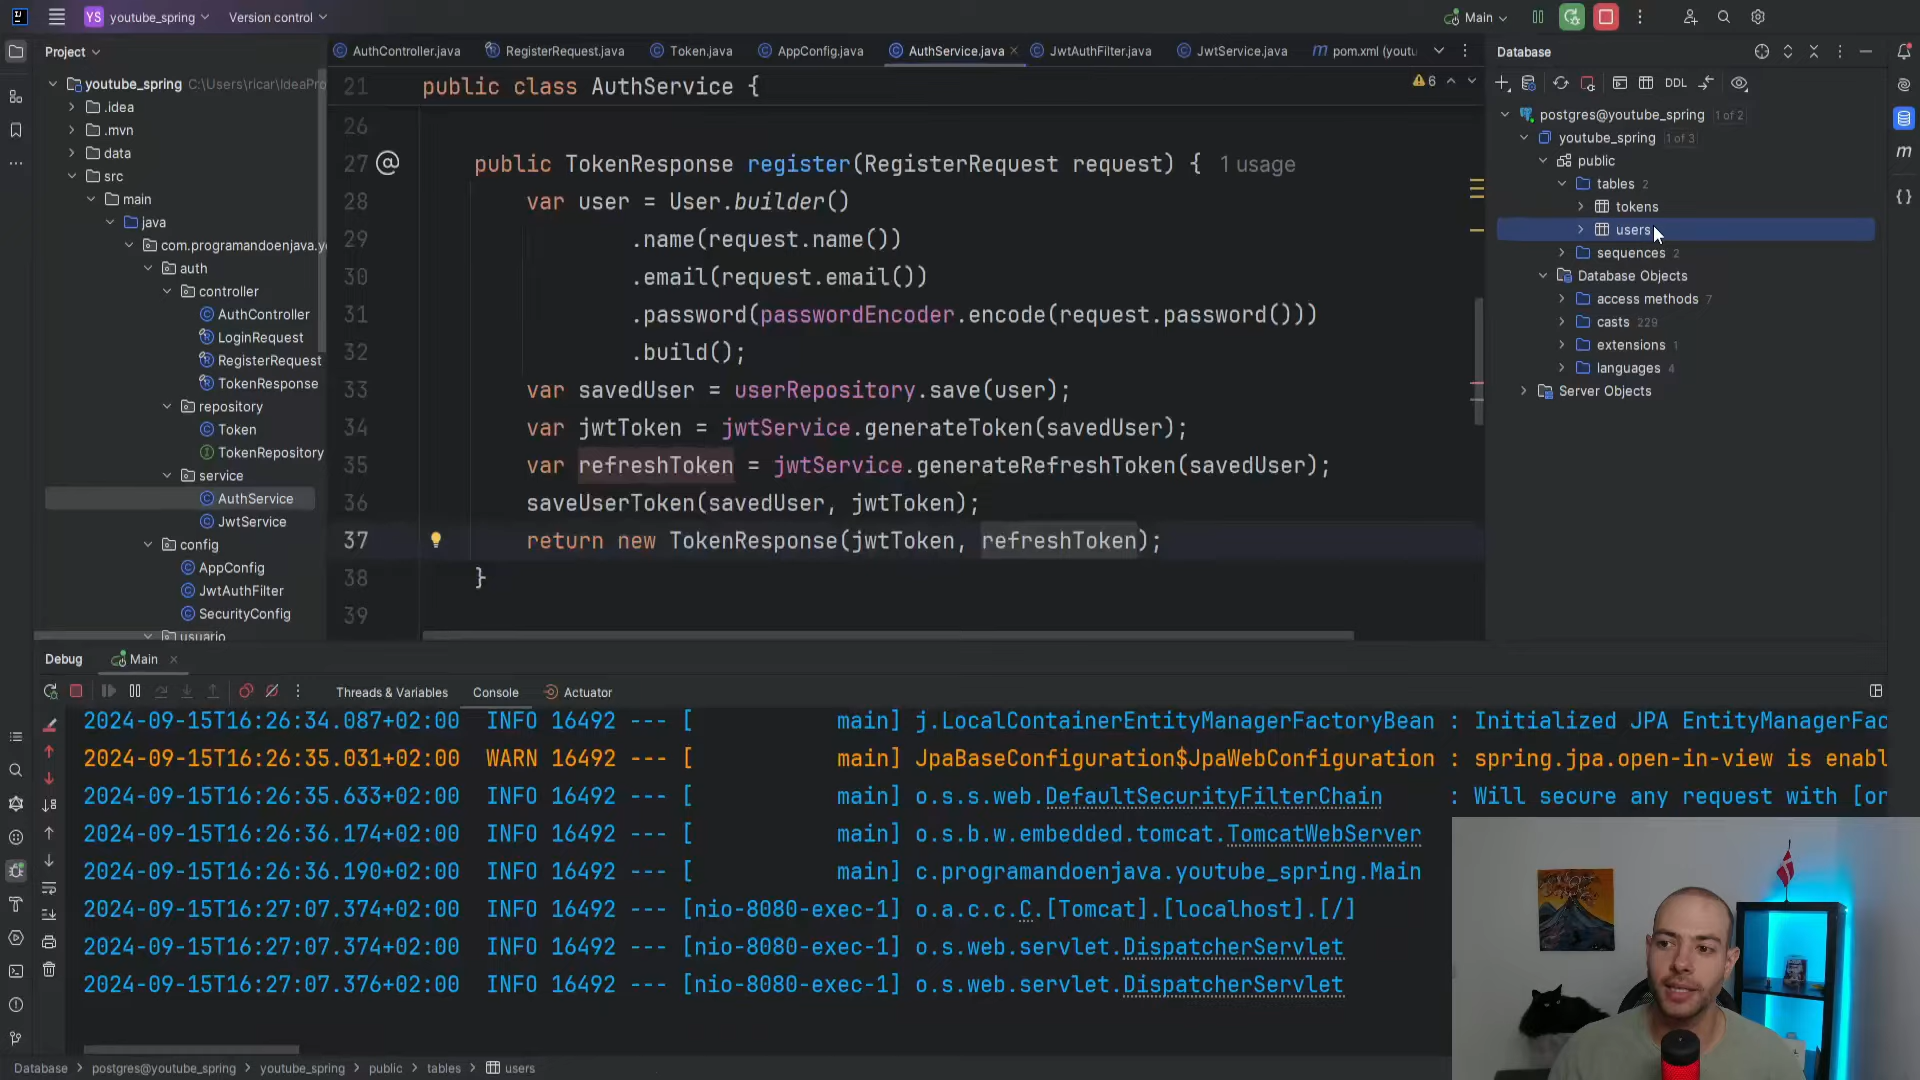 YS youtube_spring Version control Main
Project
AuthController.java RegisterRequest.java Token.java AppConfig.java AuthService.java JwtAuthFilter.java JwtService.java pom.xml (youtu
Database
youtube_spring C:\Users\ricar\IdeaPro
.idea
.mvn
data
src
main
java
com.programandoenjava.y
auth
controller
AuthController
LoginRequest
RegisterRequest
TokenResponse
repository
Token
TokenRepository
service
AuthService
JwtService
config
AppConfig
JwtAuthFilter
SecurityConfig
usuario
21 public class AuthService {
6
26
27 public TokenResponse register(RegisterRequest request) { 1 usage
28 var user = User.builder()
29 .name(request.name())
30 .email(request.email())
31 .password(passwordEncoder.encode(request.password()))
32 .build();
33 var savedUser = userRepository.save(user);
34 var jwtToken = jwtService.generateToken(savedUser);
35 var refreshToken = jwtService.generateRefreshToken(savedUser);
36 saveUserToken(savedUser, jwtToken);
37 return new TokenResponse(jwtToken, refreshToken);
38 }
39
DDL
postgres@youtube_spring 1 of 2
youtube_spring 1 of 3
public
tables 2
tokens
users
sequences 2
Database Objects
access methods 7
casts 229
extensions 1
languages 4
Server Objects
Debug Main
Threads & Variables Console Actuator
2024-09-15T16:26:34.087+02:00 INFO 16492 --- [ main] j.LocalContainerEntityManagerFactoryBean : Initialized JPA EntityManagerFac
2024-09-15T16:26:35.031+02:00 WARN 16492 --- [ main] JpaBaseConfiguration$JpaWebConfiguration : spring.jpa.open-in-view is enabl
2024-09-15T16:26:35.633+02:00 INFO 16492 --- [ main] o.s.s.web.DefaultSecurityFilterChain : Will secure any request with [or
2024-09-15T16:26:36.174+02:00 INFO 16492 --- [ main] o.s.b.w.embedded.tomcat.TomcatWebServer
2024-09-15T16:26:36.190+02:00 INFO 16492 --- [ main] c.programandoenjava.youtube_spring.Main
2024-09-15T16:27:07.374+02:00 INFO 16492 --- [nio-8080-exec-1] o.a.c.c.C.[Tomcat].[localhost].[/]
2024-09-15T16:27:07.374+02:00 INFO 16492 --- [nio-8080-exec-1] o.s.web.servlet.DispatcherServlet
2024-09-15T16:27:07.376+02:00 INFO 16492 --- [nio-8080-exec-1] o.s.web.servlet.DispatcherServlet
Database > postgres@youtube_spring > youtube_spring > public > tables > users